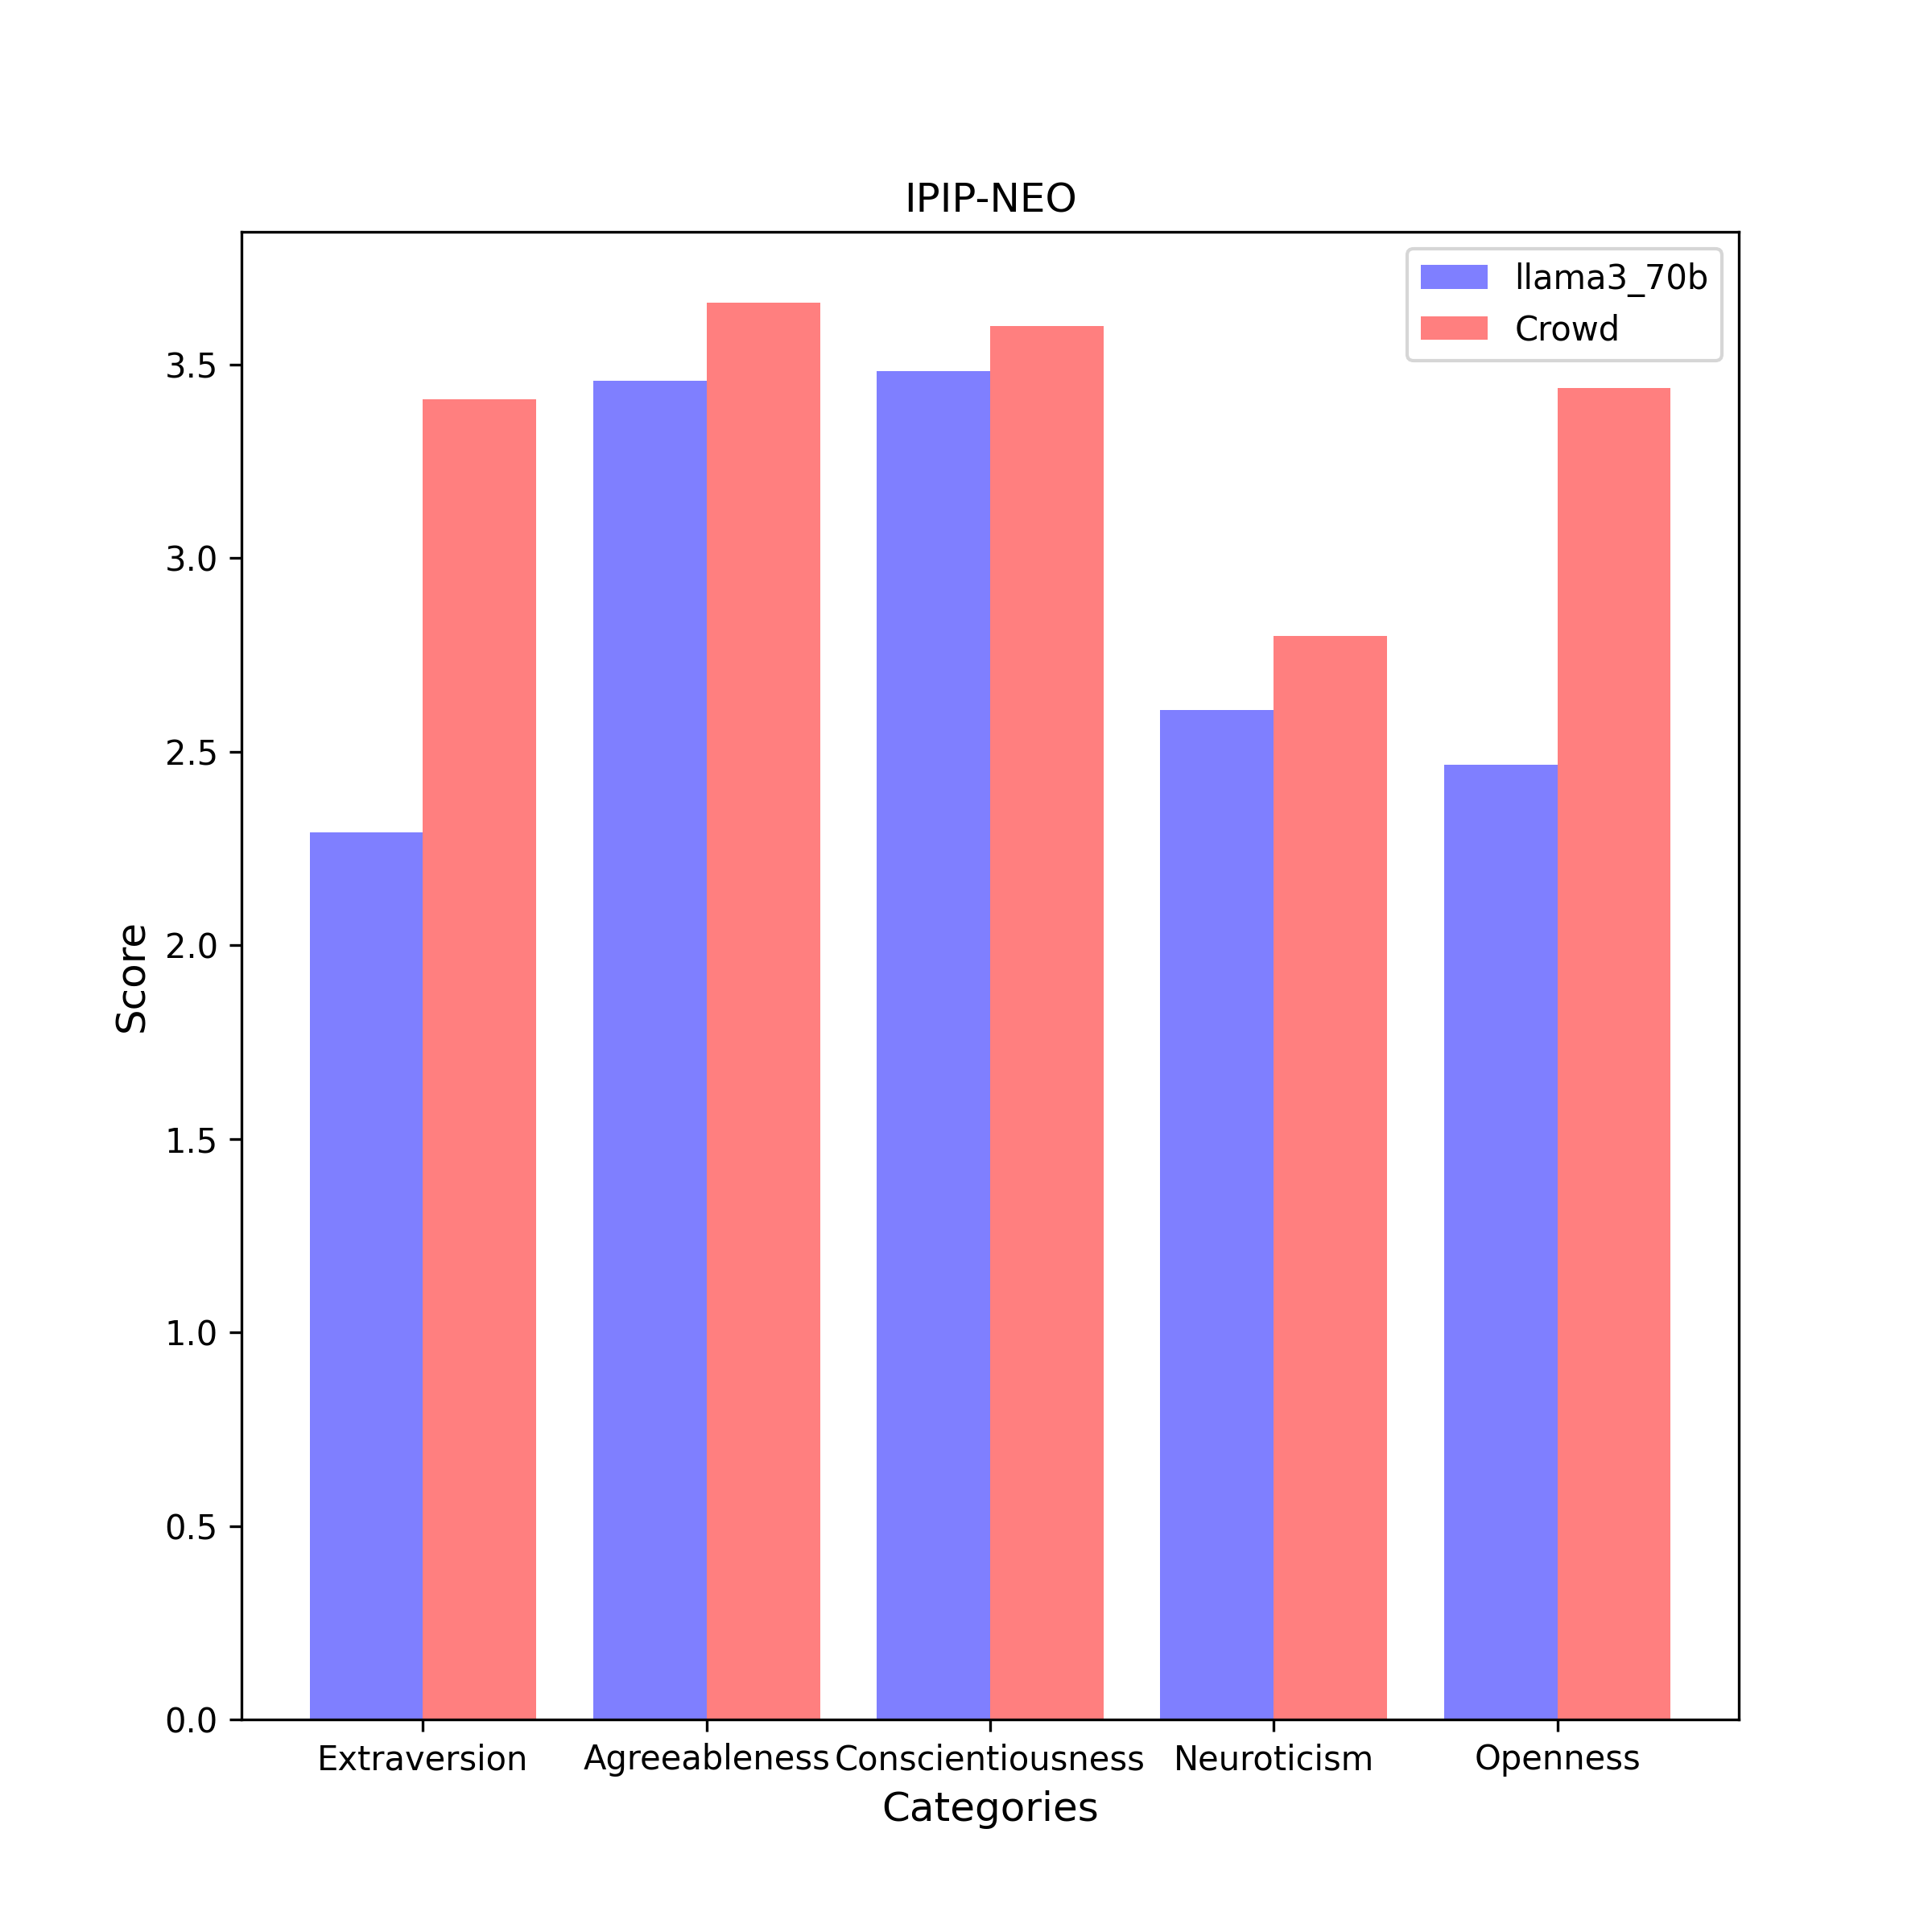 IPIP-NEO
llama3_70b
Crowd
3.5
3.0
2.5
2.0
1.5
1.0
0.5
0.0
Score
Extraversion Agreeableness Conscientiousness Neuroticism Openness
Categories